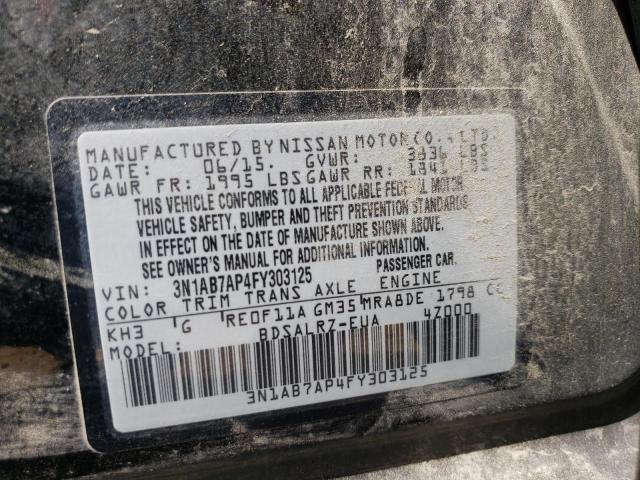 MANUFACTURED BY NISSAN MOTOR CO., LTD.
DATE: 06/15. GVWR: 3836 LBS
GAWR FR: 1995 LBS GAWR RR: 1841
THIS VEHICLE CONFORMS TO ALL APPLICABLE FEDERAL MOTOR
VEHICLE SAFETY, BUMPER AND THEFT PREVENTION STANDARDS
IN EFFECT ON THE DATE OF MANUFACTURE SHOWN ABOVE.
SEE OWNER'S MANUAL FOR ADDITIONAL INFORMATION.
VIN: 3N1AB7AP4FY303125 PASSENGER CAR.
COLOR TRIM TRANS AXLE ENGINE
KH3 G RE0F11A GM35 MRA8DE 1798 CC
MODEL: BDSALRZ-EUA 4Z000
3N1AB7AP4FY303125